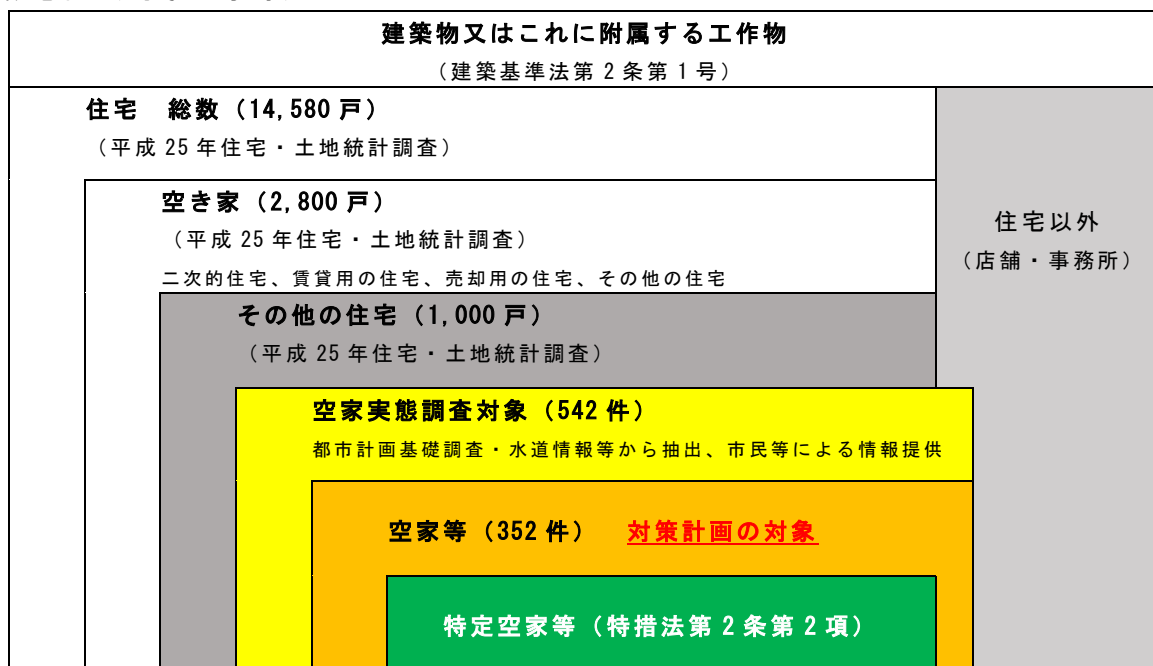 建築物又はこれに附属する工作物
（建築基準法第2条第1号）
住宅　総数（14,580戸）
（平成25年住宅・土地統計調査）
空き家（2,800戸）
（平成25年住宅・土地統計調査）
二次的住宅、賃貸用の住宅、売却用の住宅、その他の住宅
住宅以外
（店舗・事務所）
その他の住宅（1,000戸）
（平成25年住宅・土地統計調査）
空家実態調査対象（542件）
都市計画基礎調査・水道情報等から抽出、市民等による情報提供
空家等（352件）　対策計画の対象
特定空家等（特措法第2条第2項）